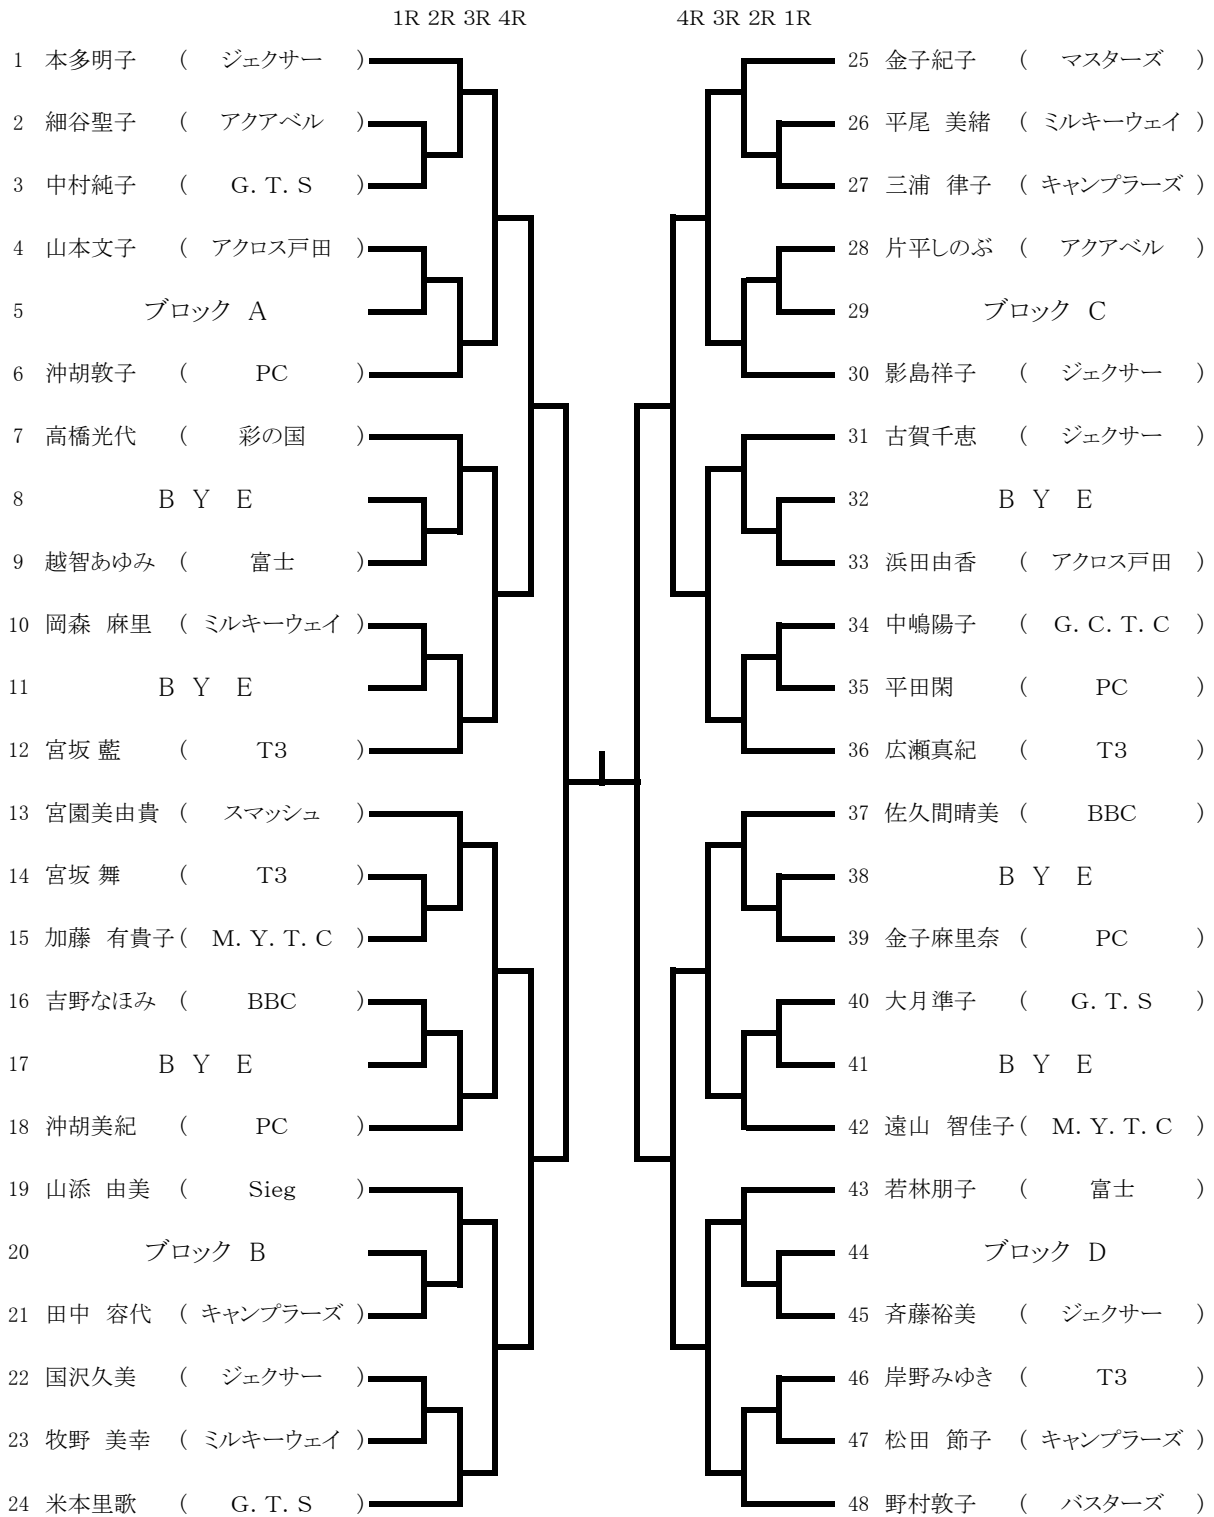 1R 2R 3R 4R
4R 3R 2R 1R
1 本多明子 ( ジェクサー )
2 細谷聖子 ( アクアベル )
3 中村純子 ( G.T.S )
4 山本文子 ( アクロス戸田 )
5 ブロック A
6 沖胡敦子 ( PC )
7 高橋光代 ( 彩の国 )
8 B Y E
9 越智あゆみ ( 富士 )
10 岡森 麻里 ( ミルキーウェイ )
11 B Y E
12 宮坂 藍 ( T3 )
13 宮園美由貴 ( スマッシュ )
14 宮坂 舞 ( T3 )
15 加藤 有貴子 ( M.Y.T.C )
16 吉野なほみ ( BBC )
17 B Y E
18 沖胡美紀 ( PC )
19 山添 由美 ( Sieg )
20 ブロック B
21 田中 容代 ( キャンプラーズ )
22 国沢久美 ( ジェクサー )
23 牧野 美幸 ( ミルキーウェイ )
24 米本里歌 ( G.T.S )
25 金子紀子 ( マスターズ )
26 平尾 美緒 ( ミルキーウェイ )
27 三浦 律子 ( キャンプラーズ )
28 片平しのぶ ( アクアベル )
29 ブロック C
30 影島祥子 ( ジェクサー )
31 古賀千恵 ( ジェクサー )
32 B Y E
33 浜田由香 ( アクロス戸田 )
34 中嶋陽子 ( G.C.T.C )
35 平田閑 ( PC )
36 広瀬真紀 ( T3 )
37 佐久間晴美 ( BBC )
38 B Y E
39 金子麻里奈 ( PC )
40 大月準子 ( G.T.S )
41 B Y E
42 遠山 智佳子 ( M.Y.T.C )
43 若林朋子 ( 富士 )
44 ブロック D
45 斉藤裕美 ( ジェクサー )
46 岸野みゆき ( T3 )
47 松田 節子 ( キャンプラーズ )
48 野村敦子 ( バスターズ )